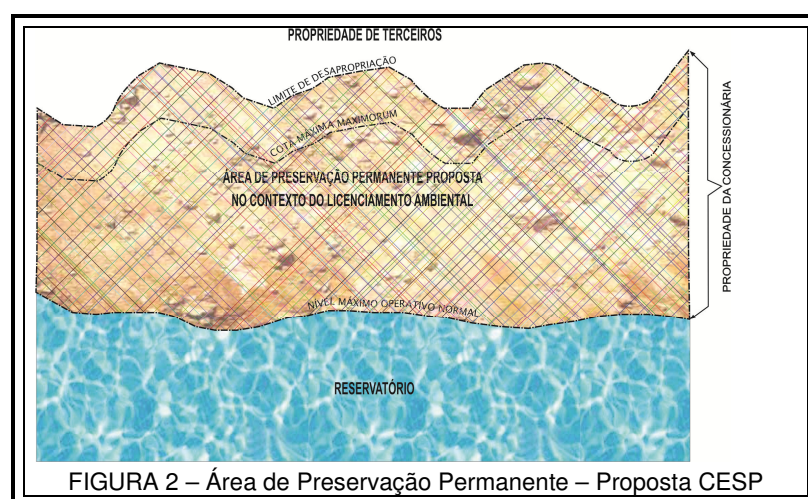 PROPRIEDADE DE TERCEIROS
LIMITE DE DESAPROPRIAÇÃO
COTA MÁXIMA MAXIMORUM
ÁREA DE PRESERVAÇÃO PERMANENTE PROPOSTA
NO CONTEXTO DO LICENCIAMENTO AMBIENTAL
PROPRIEDADE DA CONCESSIONÁRIA
NÍVEL MÁXIMO OPERATIVO NORMAL
RESERVATÓRIO
FIGURA 2 – Área de Preservação Permanente – Proposta CESP